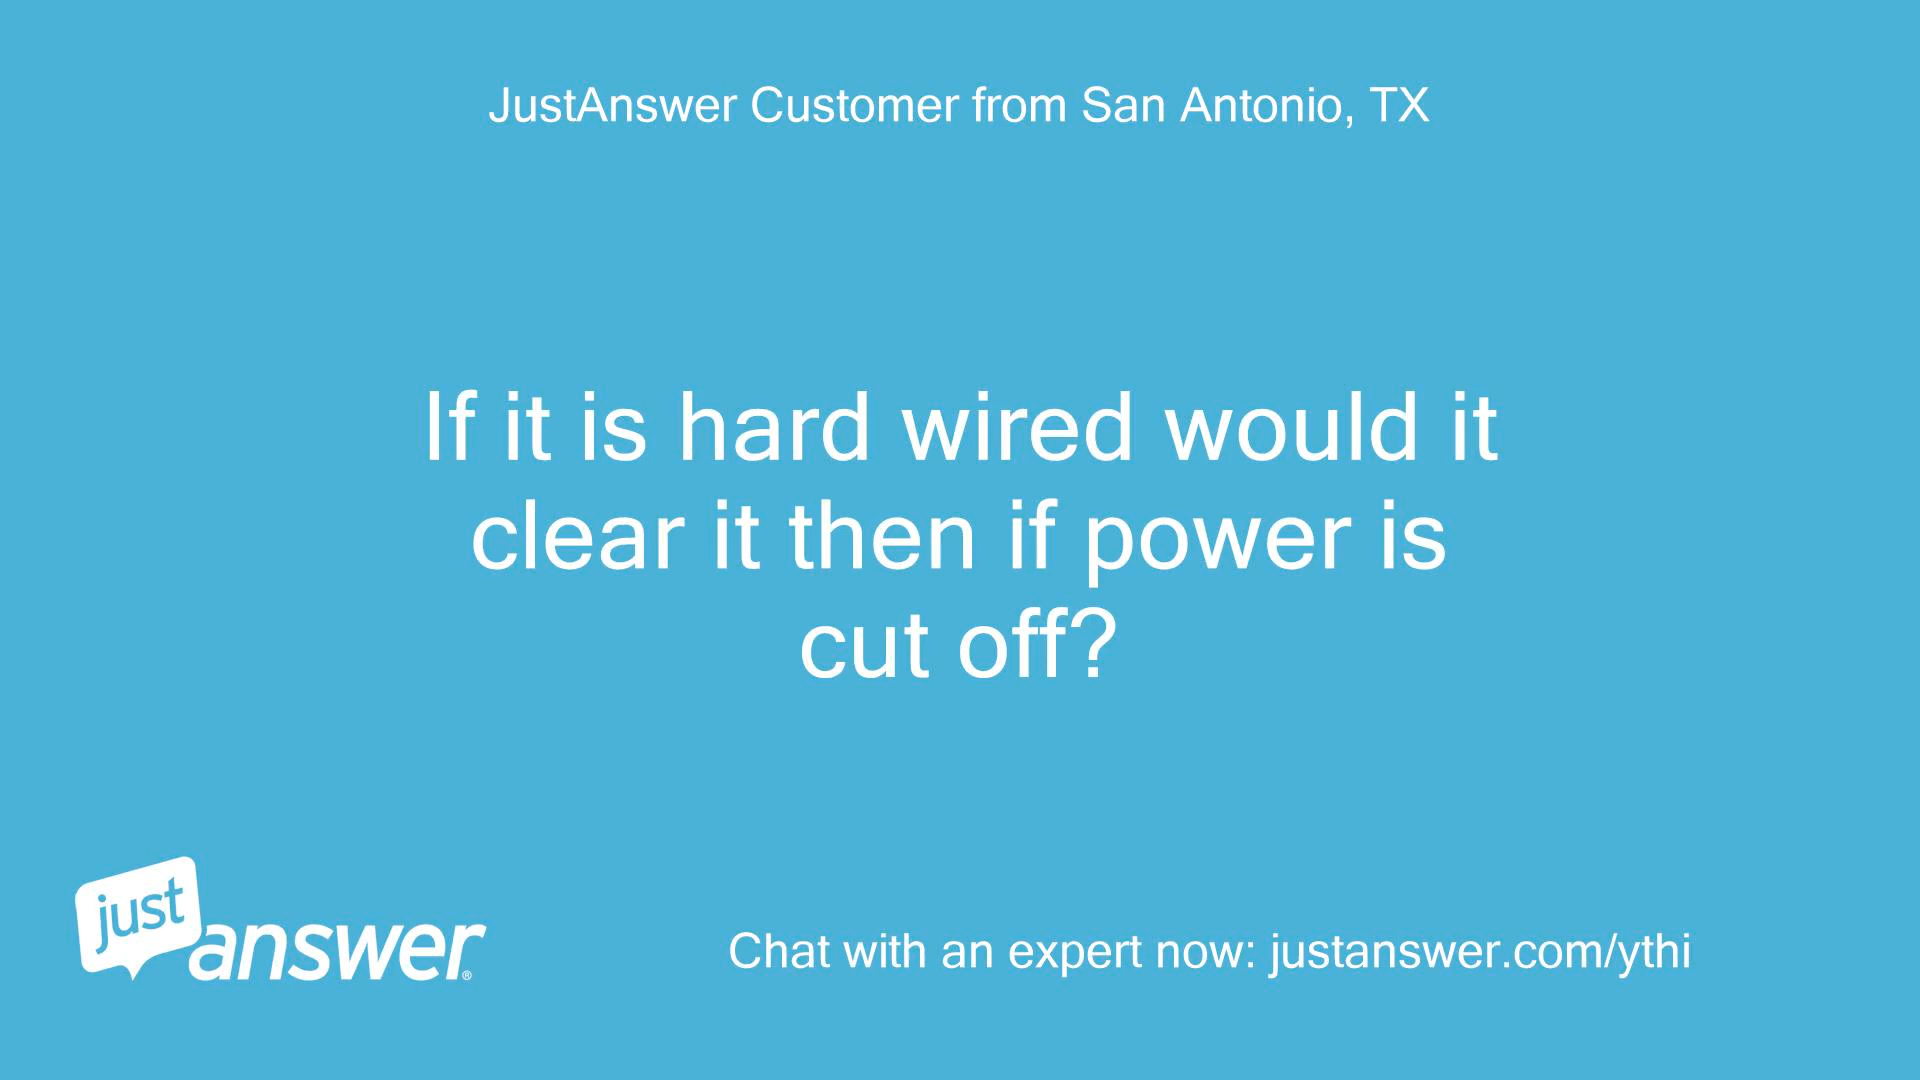 JustAnswer Customer from San Antonio, TX
If it is hard wired would it
clear it then if power is
cut off?
just
answer®
Chat with an expert now: justanswer.com/ythi